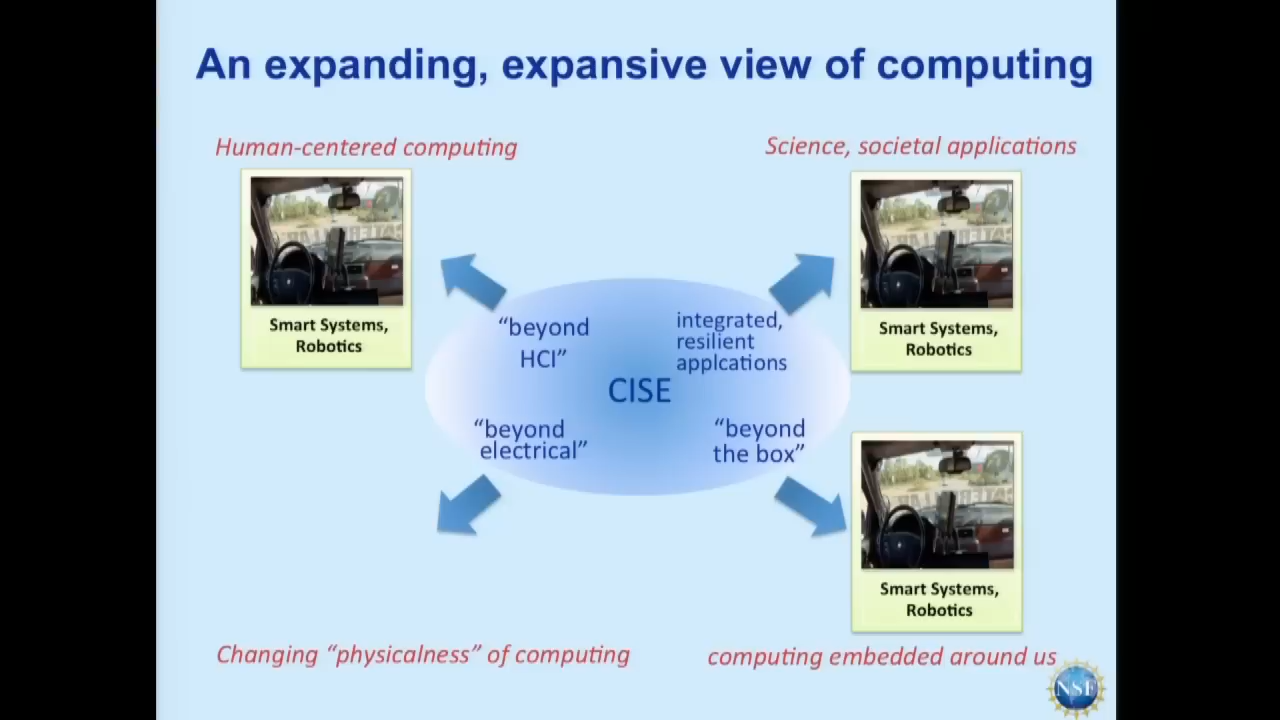 An expanding, expansive view of computing
Human-centered computing
Science, societal applications
Smart Systems,
Robotics
Smart Systems,
Robotics
“beyond
HCI”
integrated,
resilient
applcations
CISE
“beyond
electrical”
“beyond
the box”
Smart Systems,
Robotics
Changing “physicalness” of computing
computing embedded around us
NSF